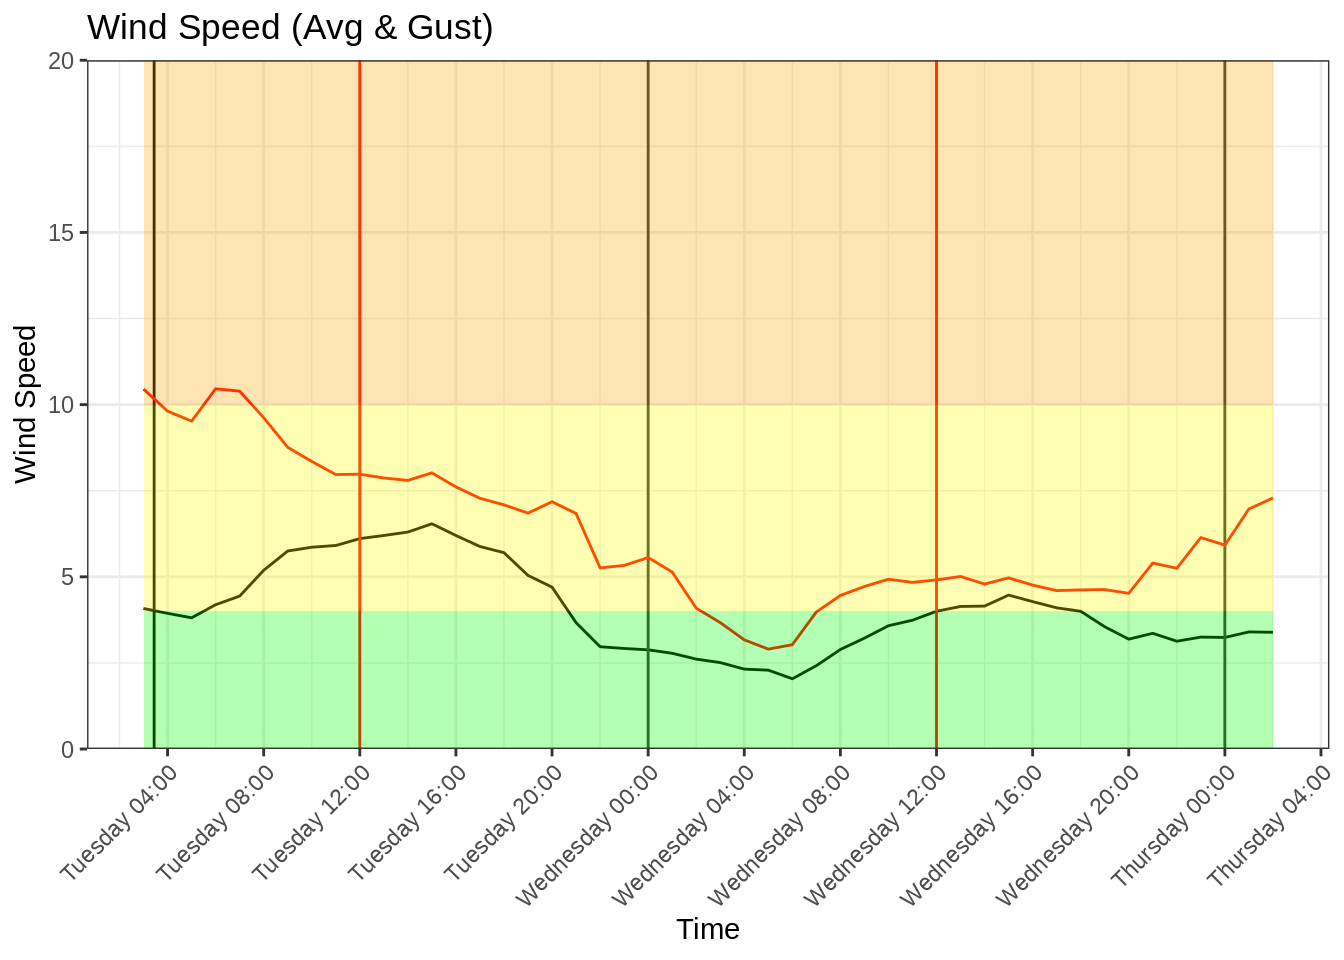 Wind Speed (Avg & Gust)
Wind Speed
20
15
10
5
0
Tuesday 04:00
Tuesday 08:00
Tuesday 12:00
Tuesday 16:00
Tuesday 20:00
Wednesday 00:00
Wednesday 04:00
Wednesday 08:00
Wednesday 12:00
Wednesday 16:00
Wednesday 20:00
Thursday 00:00
Thursday 04:00
Time